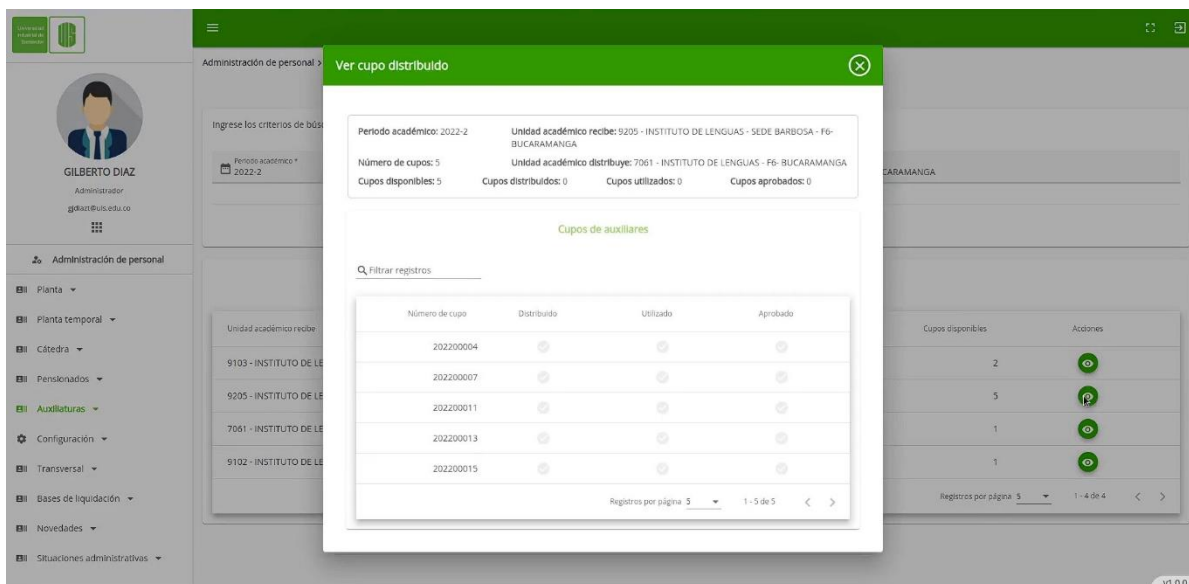 Universidad
Industrial de
Santander
GILBERTO DIAZ
Administrador
gjdiazt@uis.edu.co
Administración de personal
Planta
Planta temporal
Cátedra
Pensionados
Auxiliaturas
Configuración
Transversal
Bases de liquidación
Novedades
Situaciones administrativas
Administración de personal >
Ingrese los criterios de bús
Periodo académico *
2022-2
CARAMANGA
Unidad académico recibe
Cupos disponibles
Acciones
9103 - INSTITUTO DE LE
2
9205 - INSTITUTO DE LE
5
7061 - INSTITUTO DE LE
1
9102 - INSTITUTO DE LE
1
Registros por página 5
1 - 4 de 4
Ver cupo distribuido
Periodo académico: 2022-2
Unidad académico recibe: 9205 - INSTITUTO DE LENGUAS - SEDE BARBOSA - F6-
BUCARAMANGA
Número de cupos: 5
Unidad académico distribuye: 7061 - INSTITUTO DE LENGUAS - F6- BUCARAMANGA
Cupos disponibles: 5 Cupos distribuidos: 0 Cupos utilizados: 0 Cupos aprobados: 0
Cupos de auxiliares
Filtrar registros
Número de cupo Distribuido Utilizado Aprobado
202200004
202200007
202200011
202200013
202200015
Registros por página 5 1 - 5 de 5
v1.0.0